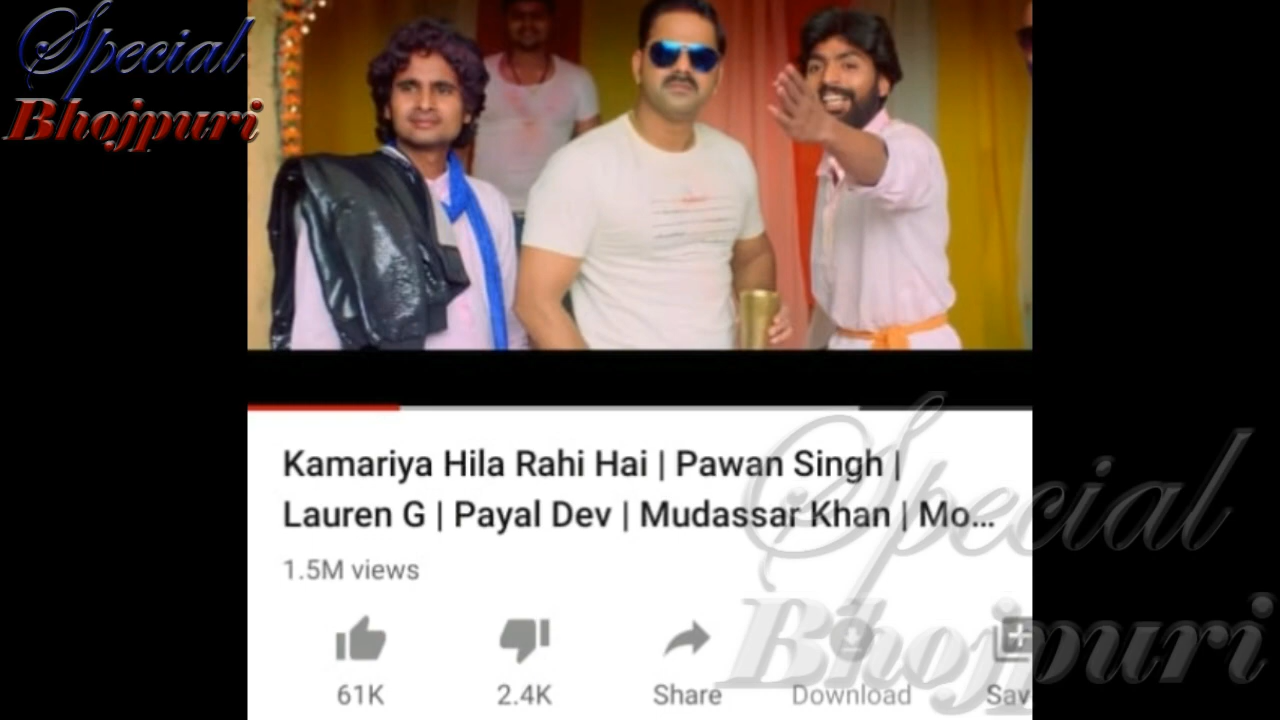 Special
Bhojpuri
Kamariya Hila Rahi Hai | Pawan Singh |
Lauren G | Payal Dev | Mudassar Khan | Mo...
1.5M views
61K
2.4K
Share
Download
Sav
Special
Bhojpuri